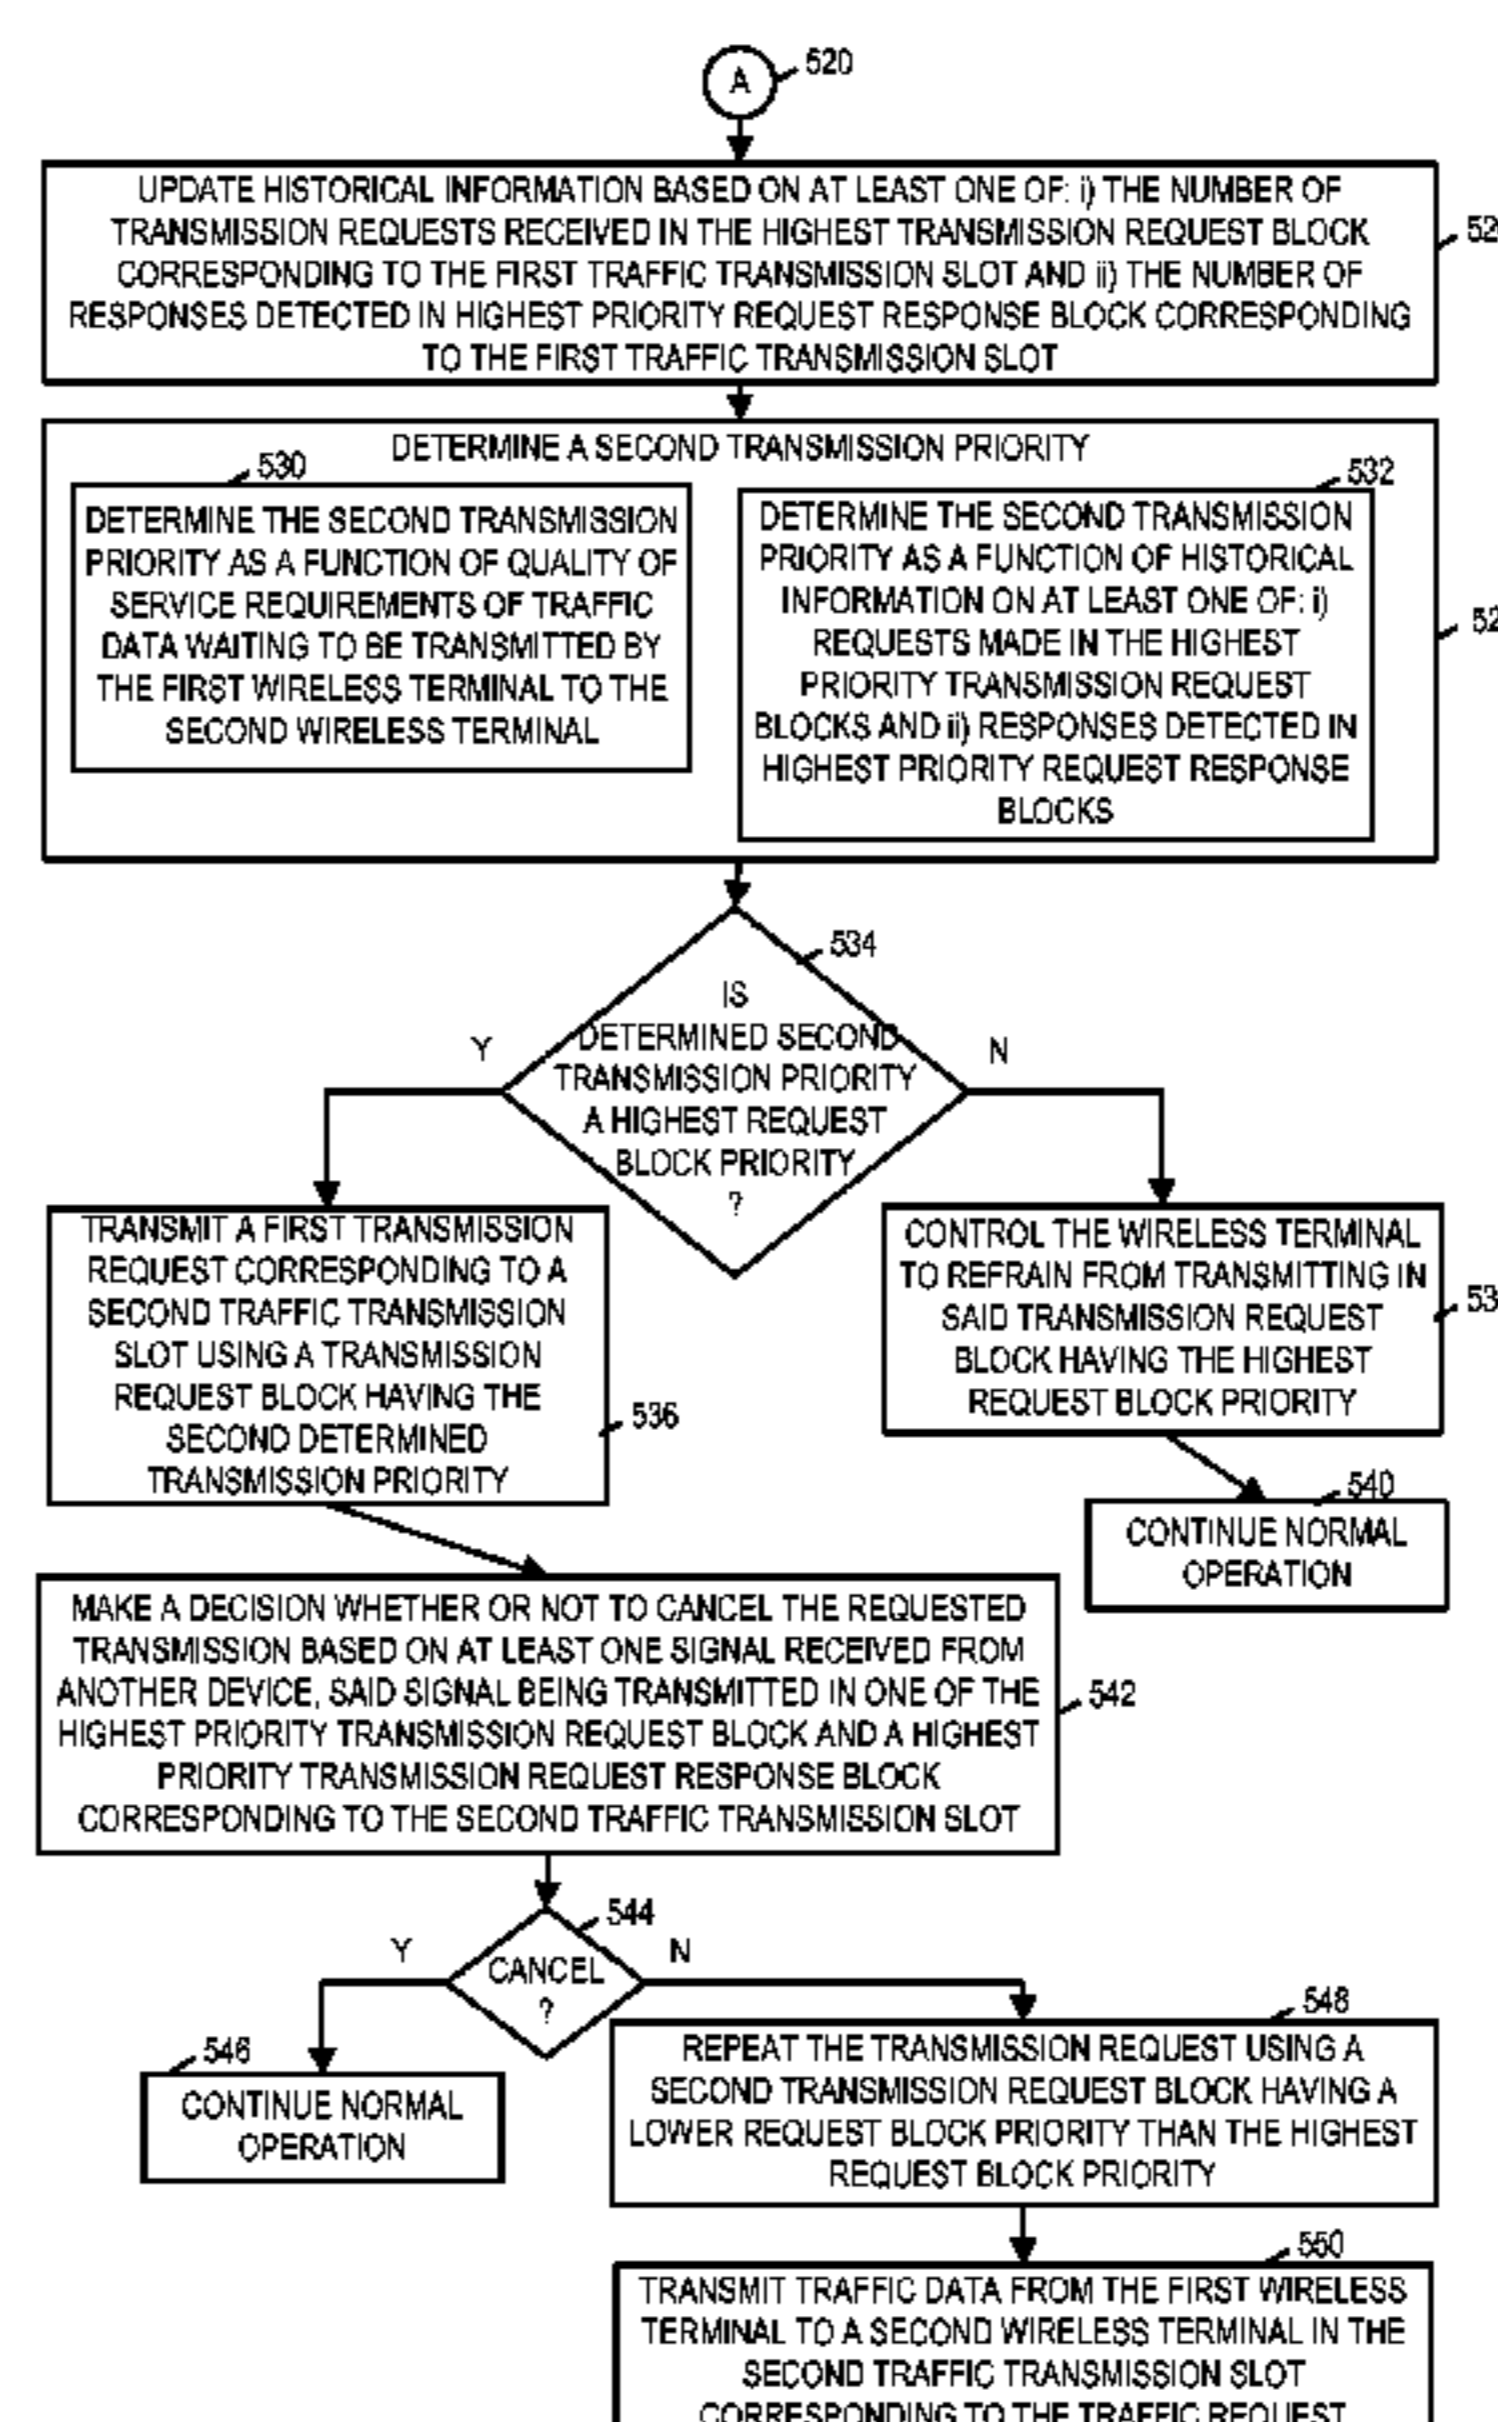 A
520
UPDATE HISTORICAL INFORMATION BASED ON AT LEAST ONE OF: i) THE NUMBER OF
TRANSMISSION REQUESTS RECEIVED IN THE HIGHEST TRANSMISSION REQUEST BLOCK
CORRESPONDING TO THE FIRST TRAFFIC TRANSMISSION SLOT AND ii) THE NUMBER OF
RESPONSES DETECTED IN HIGHEST PRIORITY REQUEST RESPONSE BLOCK CORRESPONDING
TO THE FIRST TRAFFIC TRANSMISSION SLOT
DETERMINE A SECOND TRANSMISSION PRIORITY
530
DETERMINE THE SECOND TRANSMISSION
PRIORITY AS A FUNCTION OF QUALITY OF
SERVICE REQUIREMENTS OF TRAFFIC
DATA WAITING TO BE TRANSMITTED BY
THE FIRST WIRELESS TERMINAL TO THE
SECOND WIRELESS TERMINAL
532
DETERMINE THE SECOND TRANSMISSION
PRIORITY AS A FUNCTION OF HISTORICAL
INFORMATION ON AT LEAST ONE OF: i)
REQUESTS MADE IN THE HIGHEST
PRIORITY TRANSMISSION REQUEST
BLOCKS AND ii) RESPONSES DETECTED IN
HIGHEST PRIORITY REQUEST RESPONSE
BLOCKS
534
IS
DETERMINED SECOND
TRANSMISSION PRIORITY
A HIGHEST REQUEST
BLOCK PRIORITY
?
Y
N
TRANSMIT A FIRST TRANSMISSION
REQUEST CORRESPONDING TO A
SECOND TRAFFIC TRANSMISSION
SLOT USING A TRANSMISSION
REQUEST BLOCK HAVING THE
SECOND DETERMINED
TRANSMISSION PRIORITY
536
CONTROL THE WIRELESS TERMINAL
TO REFRAIN FROM TRANSMITTING IN
SAID TRANSMISSION REQUEST
BLOCK HAVING THE HIGHEST
REQUEST BLOCK PRIORITY
540
CONTINUE NORMAL
OPERATION
MAKE A DECISION WHETHER OR NOT TO CANCEL THE REQUESTED
TRANSMISSION BASED ON AT LEAST ONE SIGNAL RECEIVED FROM
ANOTHER DEVICE, SAID SIGNAL BEING TRANSMITTED IN ONE OF THE
HIGHEST PRIORITY TRANSMISSION REQUEST BLOCK AND A HIGHEST
PRIORITY TRANSMISSION REQUEST RESPONSE BLOCK
CORRESPONDING TO THE SECOND TRAFFIC TRANSMISSION SLOT
542
544
CANCEL
?
Y
N
546
CONTINUE NORMAL
OPERATION
548
REPEAT THE TRANSMISSION REQUEST USING A
SECOND TRANSMISSION REQUEST BLOCK HAVING A
LOWER REQUEST BLOCK PRIORITY THAN THE HIGHEST
REQUEST BLOCK PRIORITY
550
TRANSMIT TRAFFIC DATA FROM THE FIRST WIRELESS
TERMINAL TO A SECOND WIRELESS TERMINAL IN THE
SECOND TRAFFIC TRANSMISSION SLOT
CORRESPONDING TO THE TRAFFIC REQUEST